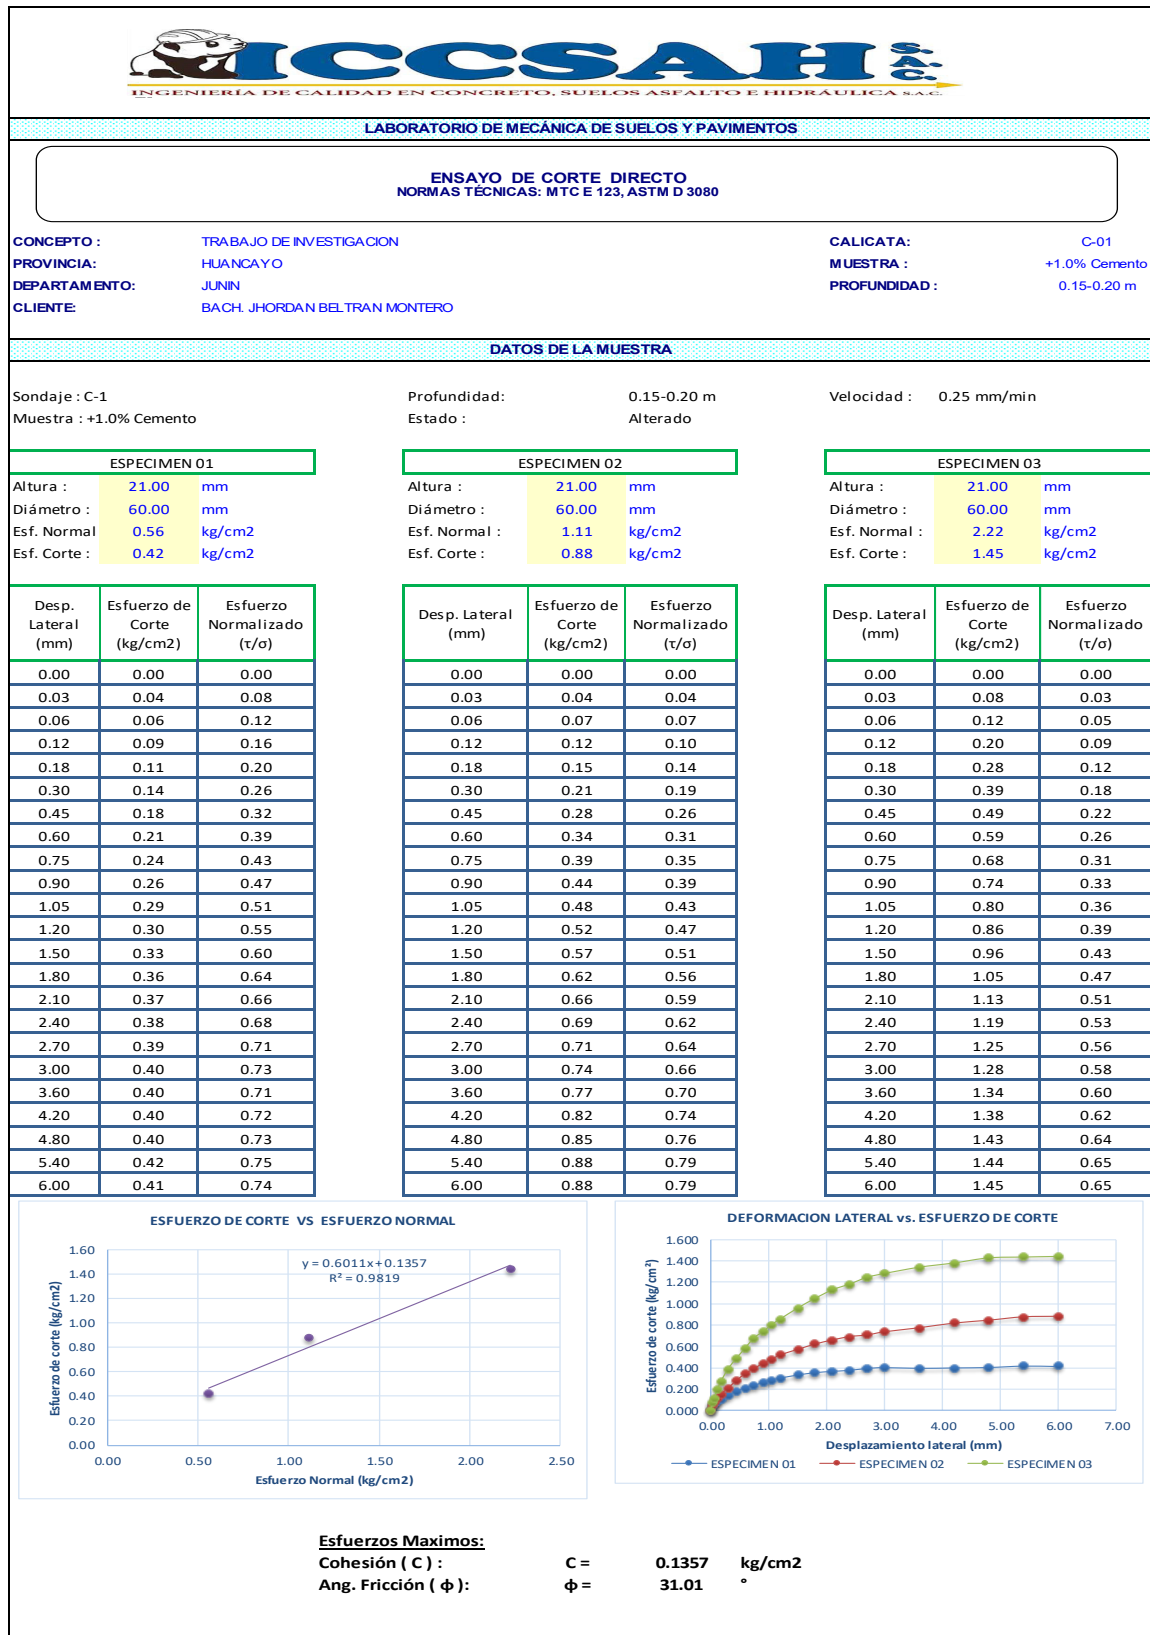 ICCSAH S.A.C.
INGENIERÍA DE CALIDAD EN CONCRETO, SUELOS ASFALTO E HIDRÁULICA S.A.C.
LABORATORIO DE MECÁNICA DE SUELOS Y PAVIMENTOS
ENSAYO DE CORTE DIRECTO
NORMAS TÉCNICAS: MTC E 123, ASTM D 3080
CONCEPTO : TRABAJO DE INVESTIGACION CALICATA: C-01
PROVINCIA: HUANCAYO MUESTRA : +1.0% Cemento
DEPARTAMENTO: JUNIN PROFUNDIDAD : 0.15-0.20 m
CLIENTE: BACH. JHORDAN BELTRAN MONTERO
DATOS DE LA MUESTRA
Sondaje : C-1 Profundidad: 0.15-0.20 m Velocidad : 0.25 mm/min
Muestra : +1.0% Cemento Estado : Alterado
ESPECIMEN 01 ESPECIMEN 02 ESPECIMEN 03
Altura : 21.00 mm Altura : 21.00 mm Altura : 21.00 mm
Diámetro : 60.00 mm Diámetro : 60.00 mm Diámetro : 60.00 mm
Esf. Normal 0.56 kg/cm2 Esf. Normal : 1.11 kg/cm2 Esf. Normal : 2.22 kg/cm2
Esf. Corte : 0.42 kg/cm2 Esf. Corte : 0.88 kg/cm2 Esf. Corte : 1.45 kg/cm2
Desp. Lateral (mm) Esfuerzo de Corte (kg/cm2) Esfuerzo Normalizado (τ/σ) Desp. Lateral (mm) Esfuerzo de Corte (kg/cm2) Esfuerzo Normalizado (τ/σ) Desp. Lateral (mm) Esfuerzo de Corte (kg/cm2) Esfuerzo Normalizado (τ/σ)
0.00 0.00 0.00 0.00 0.00 0.00 0.00 0.00 0.00
0.03 0.04 0.08 0.03 0.04 0.04 0.03 0.08 0.03
0.06 0.06 0.12 0.06 0.07 0.07 0.06 0.12 0.05
0.12 0.09 0.16 0.12 0.12 0.10 0.12 0.20 0.09
0.18 0.11 0.20 0.18 0.15 0.14 0.18 0.28 0.12
0.30 0.14 0.26 0.30 0.21 0.19 0.30 0.39 0.18
0.45 0.18 0.32 0.45 0.28 0.26 0.45 0.49 0.22
0.60 0.21 0.39 0.60 0.34 0.31 0.60 0.59 0.26
0.75 0.24 0.43 0.75 0.39 0.35 0.75 0.68 0.31
0.90 0.26 0.47 0.90 0.44 0.39 0.90 0.74 0.33
1.05 0.29 0.51 1.05 0.48 0.43 1.05 0.80 0.36
1.20 0.30 0.55 1.20 0.52 0.47 1.20 0.86 0.39
1.50 0.33 0.60 1.50 0.57 0.51 1.50 0.96 0.43
1.80 0.36 0.64 1.80 0.62 0.56 1.80 1.05 0.47
2.10 0.37 0.66 2.10 0.66 0.59 2.10 1.13 0.51
2.40 0.38 0.68 2.40 0.69 0.62 2.40 1.19 0.53
2.70 0.39 0.71 2.70 0.71 0.64 2.70 1.25 0.56
3.00 0.40 0.73 3.00 0.74 0.66 3.00 1.28 0.58
3.60 0.40 0.71 3.60 0.77 0.70 3.60 1.34 0.60
4.20 0.40 0.72 4.20 0.82 0.74 4.20 1.38 0.62
4.80 0.40 0.73 4.80 0.85 0.76 4.80 1.43 0.64
5.40 0.42 0.75 5.40 0.88 0.79 5.40 1.44 0.65
6.00 0.41 0.74 6.00 0.88 0.79 6.00 1.45 0.65
ESFUERZO DE CORTE VS ESFUERZO NORMAL
Esfuerzo de corte (kg/cm2)
1.60
1.40
1.20
1.00
0.80
0.60
0.40
0.20
0.00
y = 0.6011x + 0.1357
R² = 0.9819
0.00 0.50 1.00 1.50 2.00 2.50
Esfuerzo Normal (kg/cm2)
DEFORMACION LATERAL vs. ESFUERZO DE CORTE
Esfuerzo de corte (kg/cm²)
1.600
1.400
1.200
1.000
0.800
0.600
0.400
0.200
0.000
0.00 1.00 2.00 3.00 4.00 5.00 6.00 7.00
Desplazamiento lateral (mm)
ESPECIMEN 01 ESPECIMEN 02 ESPECIMEN 03
Esfuerzos Maximos:
Cohesión ( C ) : C = 0.1357 kg/cm2
Ang. Fricción ( ϕ ): ϕ = 31.01 °